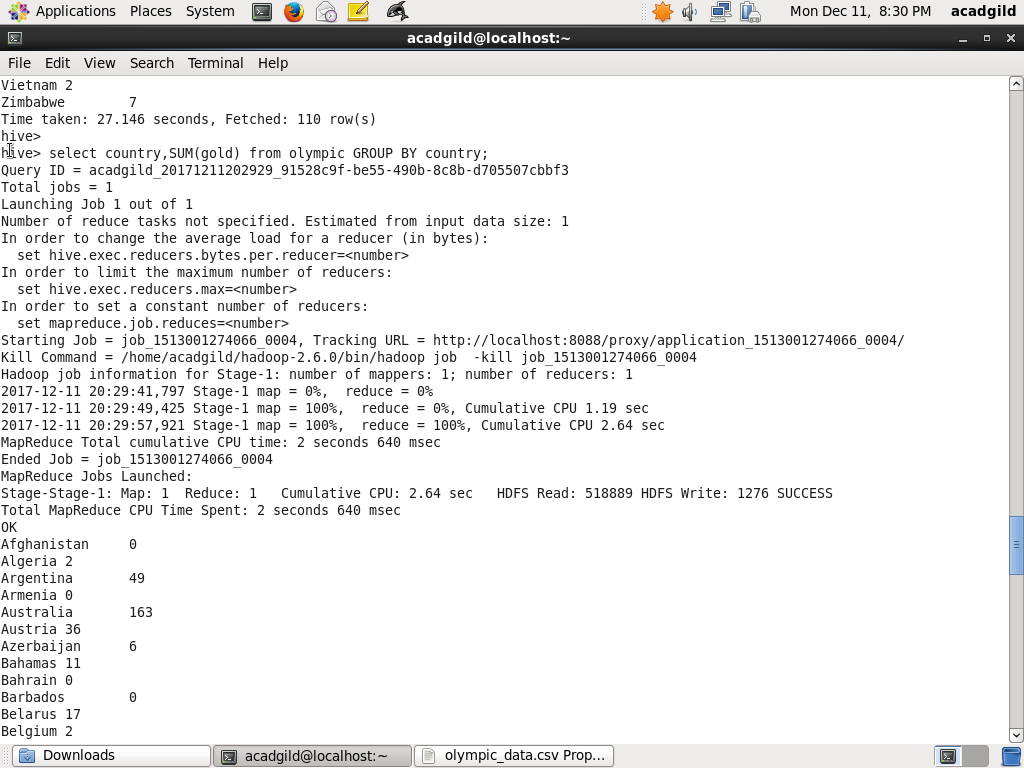 Applications Places System Mon Dec 11, 8:30 PM acadgild
acadgild@localhost:~
File Edit View Search Terminal Help
Vietnam 2
Zimbabwe 7
Time taken: 27.146 seconds, Fetched: 110 row(s)
hive>
hive> select country,SUM(gold) from olympic GROUP BY country;
Query ID = acadgild_20171211202929_91528c9f-be55-490b-8c8b-d705507cbbf3
Total jobs = 1
Launching Job 1 out of 1
Number of reduce tasks not specified. Estimated from input data size: 1
In order to change the average load for a reducer (in bytes):
  set hive.exec.reducers.bytes.per.reducer=<number>
In order to limit the maximum number of reducers:
  set hive.exec.reducers.max=<number>
In order to set a constant number of reducers:
  set mapreduce.job.reduces=<number>
Starting Job = job_1513001274066_0004, Tracking URL = http://localhost:8088/proxy/application_1513001274066_0004/
Kill Command = /home/acadgild/hadoop-2.6.0/bin/hadoop job  -kill job_1513001274066_0004
Hadoop job information for Stage-1: number of mappers: 1; number of reducers: 1
2017-12-11 20:29:41,797 Stage-1 map = 0%,  reduce = 0%
2017-12-11 20:29:49,425 Stage-1 map = 100%,  reduce = 0%, Cumulative CPU 1.19 sec
2017-12-11 20:29:57,921 Stage-1 map = 100%,  reduce = 100%, Cumulative CPU 2.64 sec
MapReduce Total cumulative CPU time: 2 seconds 640 msec
Ended Job = job_1513001274066_0004
MapReduce Jobs Launched:
Stage-Stage-1: Map: 1  Reduce: 1   Cumulative CPU: 2.64 sec   HDFS Read: 518889 HDFS Write: 1276 SUCCESS
Total MapReduce CPU Time Spent: 2 seconds 640 msec
OK
Afghanistan 0
Algeria 2
Argentina 49
Armenia 0
Australia 163
Austria 36
Azerbaijan 6
Bahamas 11
Bahrain 0
Barbados 0
Belarus 17
Belgium 2
Downloads acadgild@localhost:~ olympic_data.csv Prop...